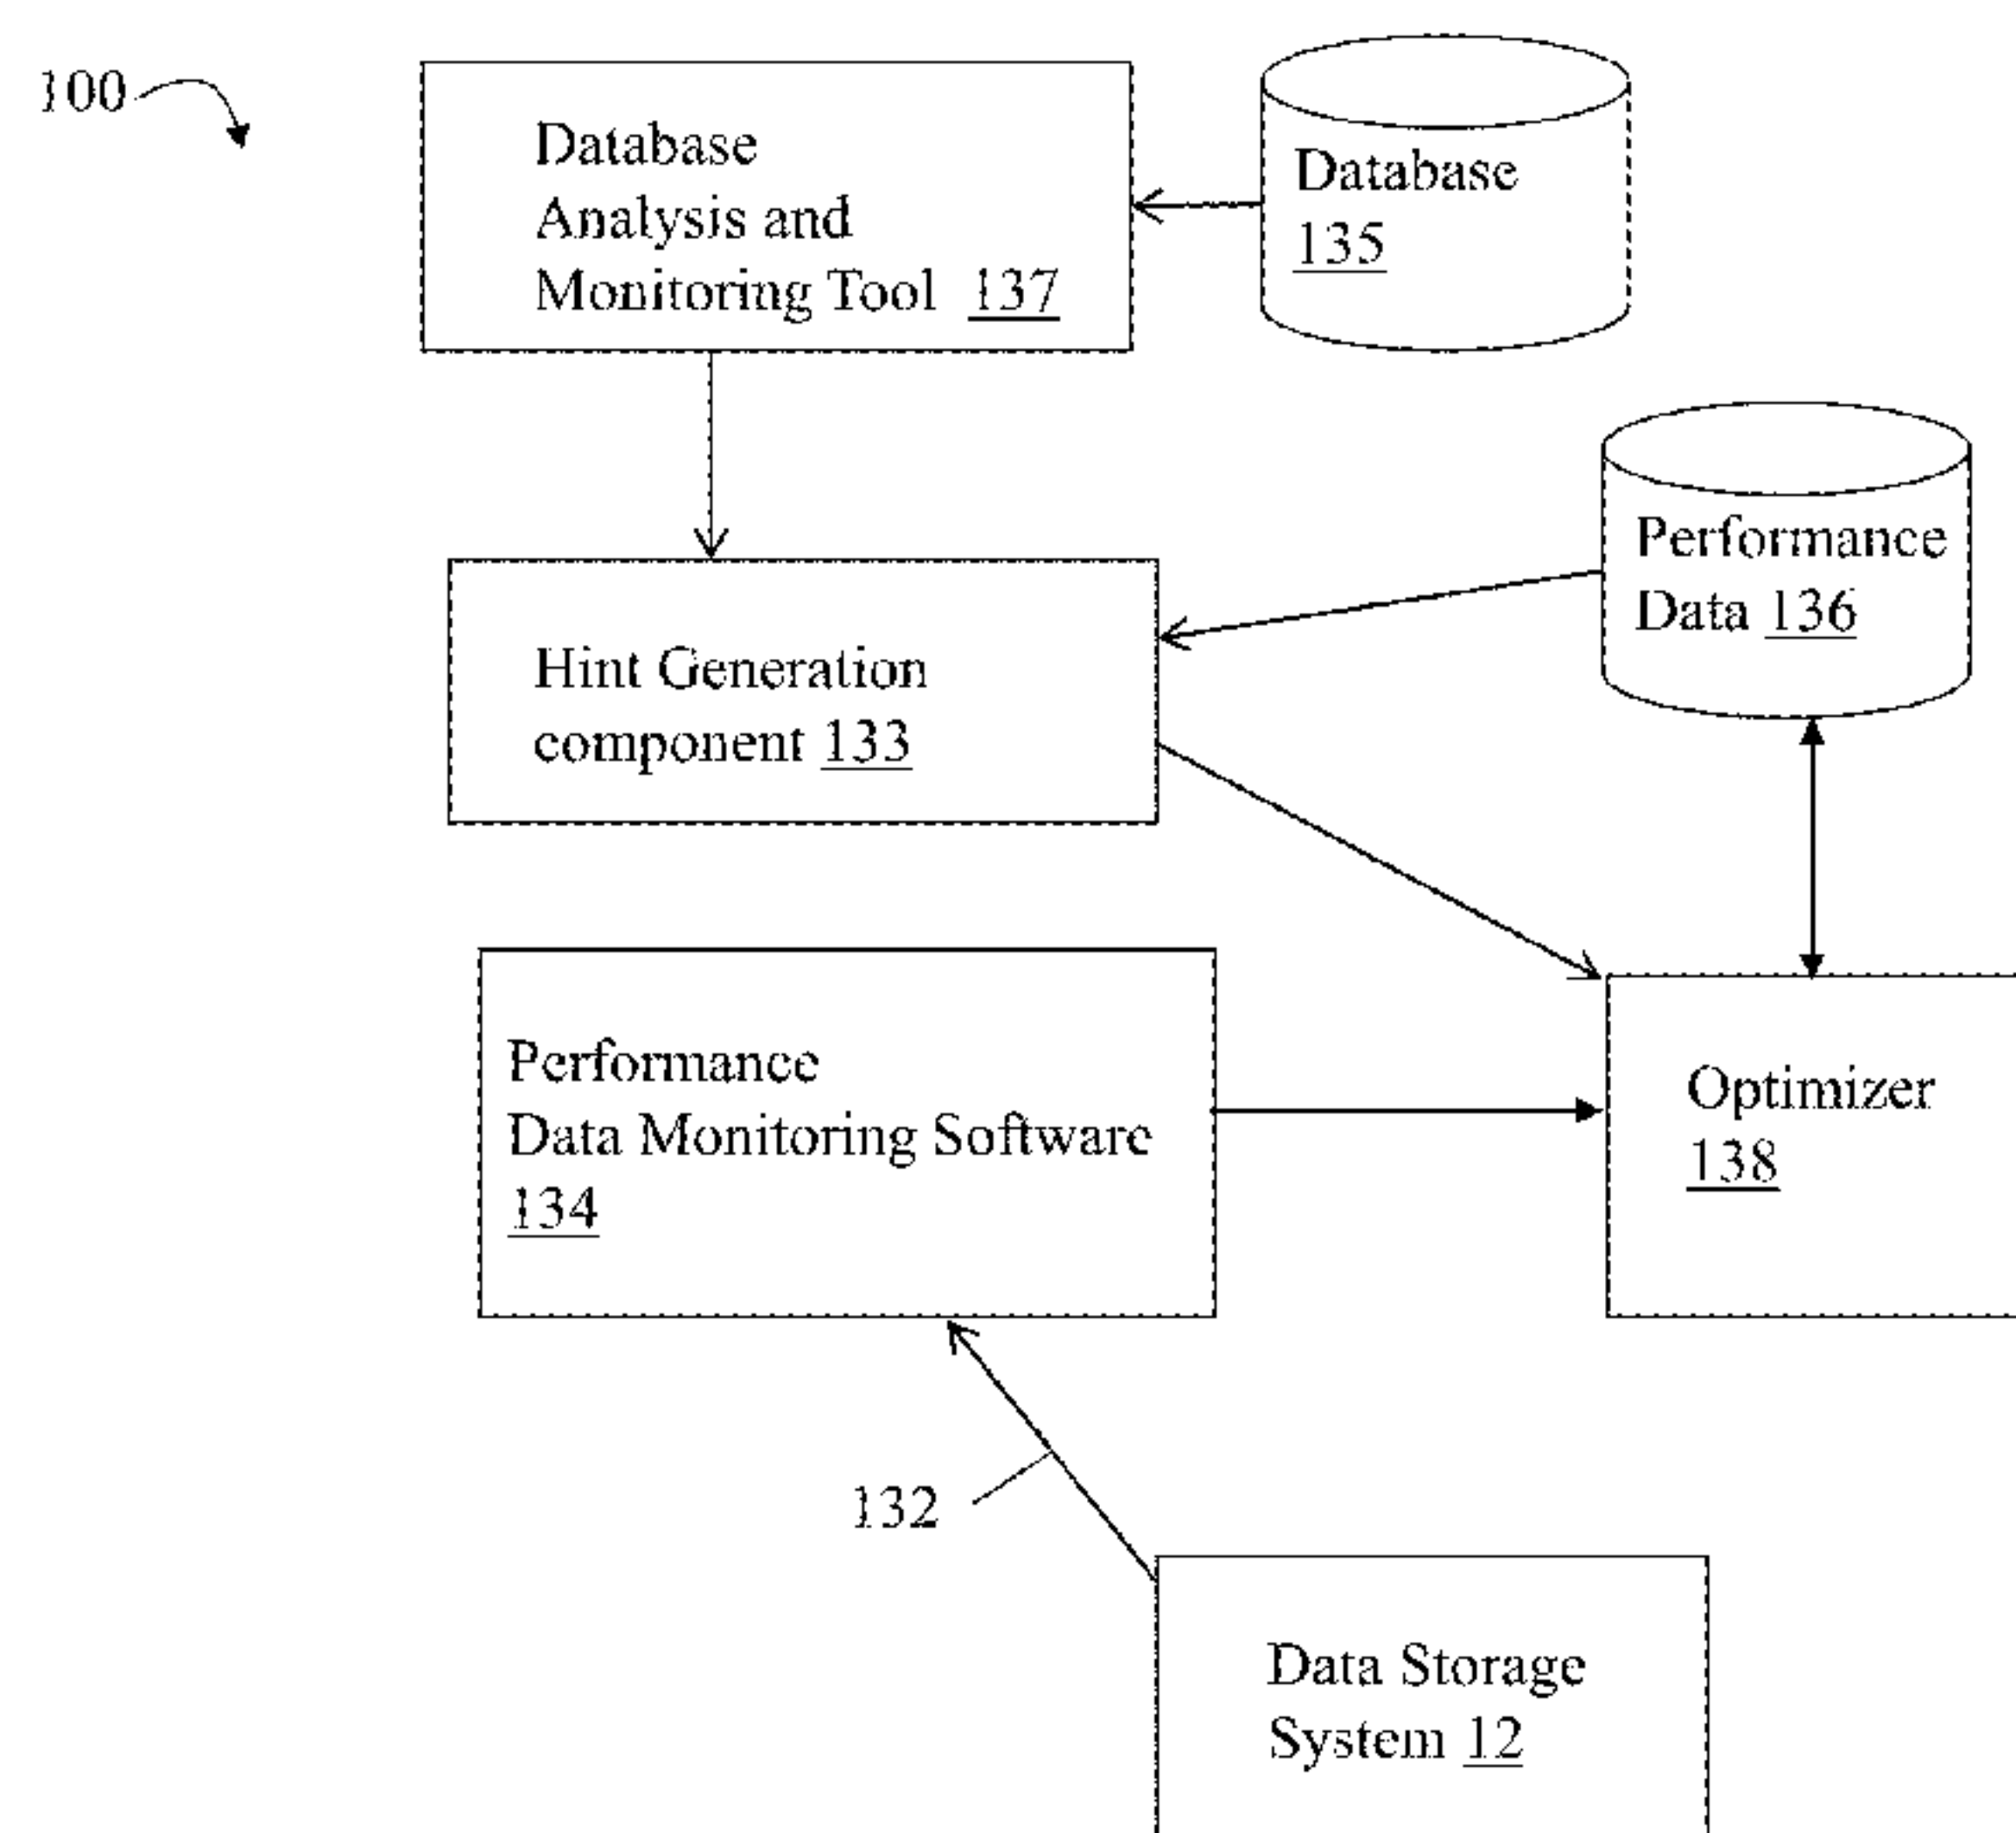 100
Database
Analysis and
Monitoring Tool 137
Database
135
Performance
Data 136
Hint Generation
component 133
Performance
Data Monitoring Software
134
Optimizer
138
132
Data Storage
System 12